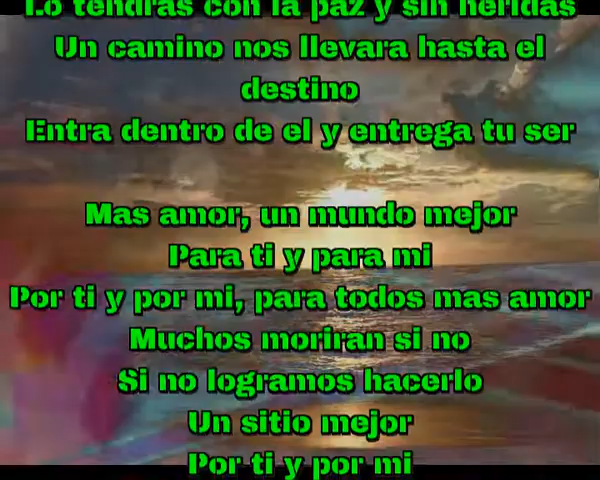 Lo tendras con la paz y sin heridas
Un camino nos llevara hasta el
destino
Entra dentro de el y entrega tu ser
Mas amor, un mundo mejor
Para ti y para mi
Por ti y por mi, para todos mas amor
Muchos moriran si no
Si no logramos hacerlo
Un sitio mejor
Por ti y por mi